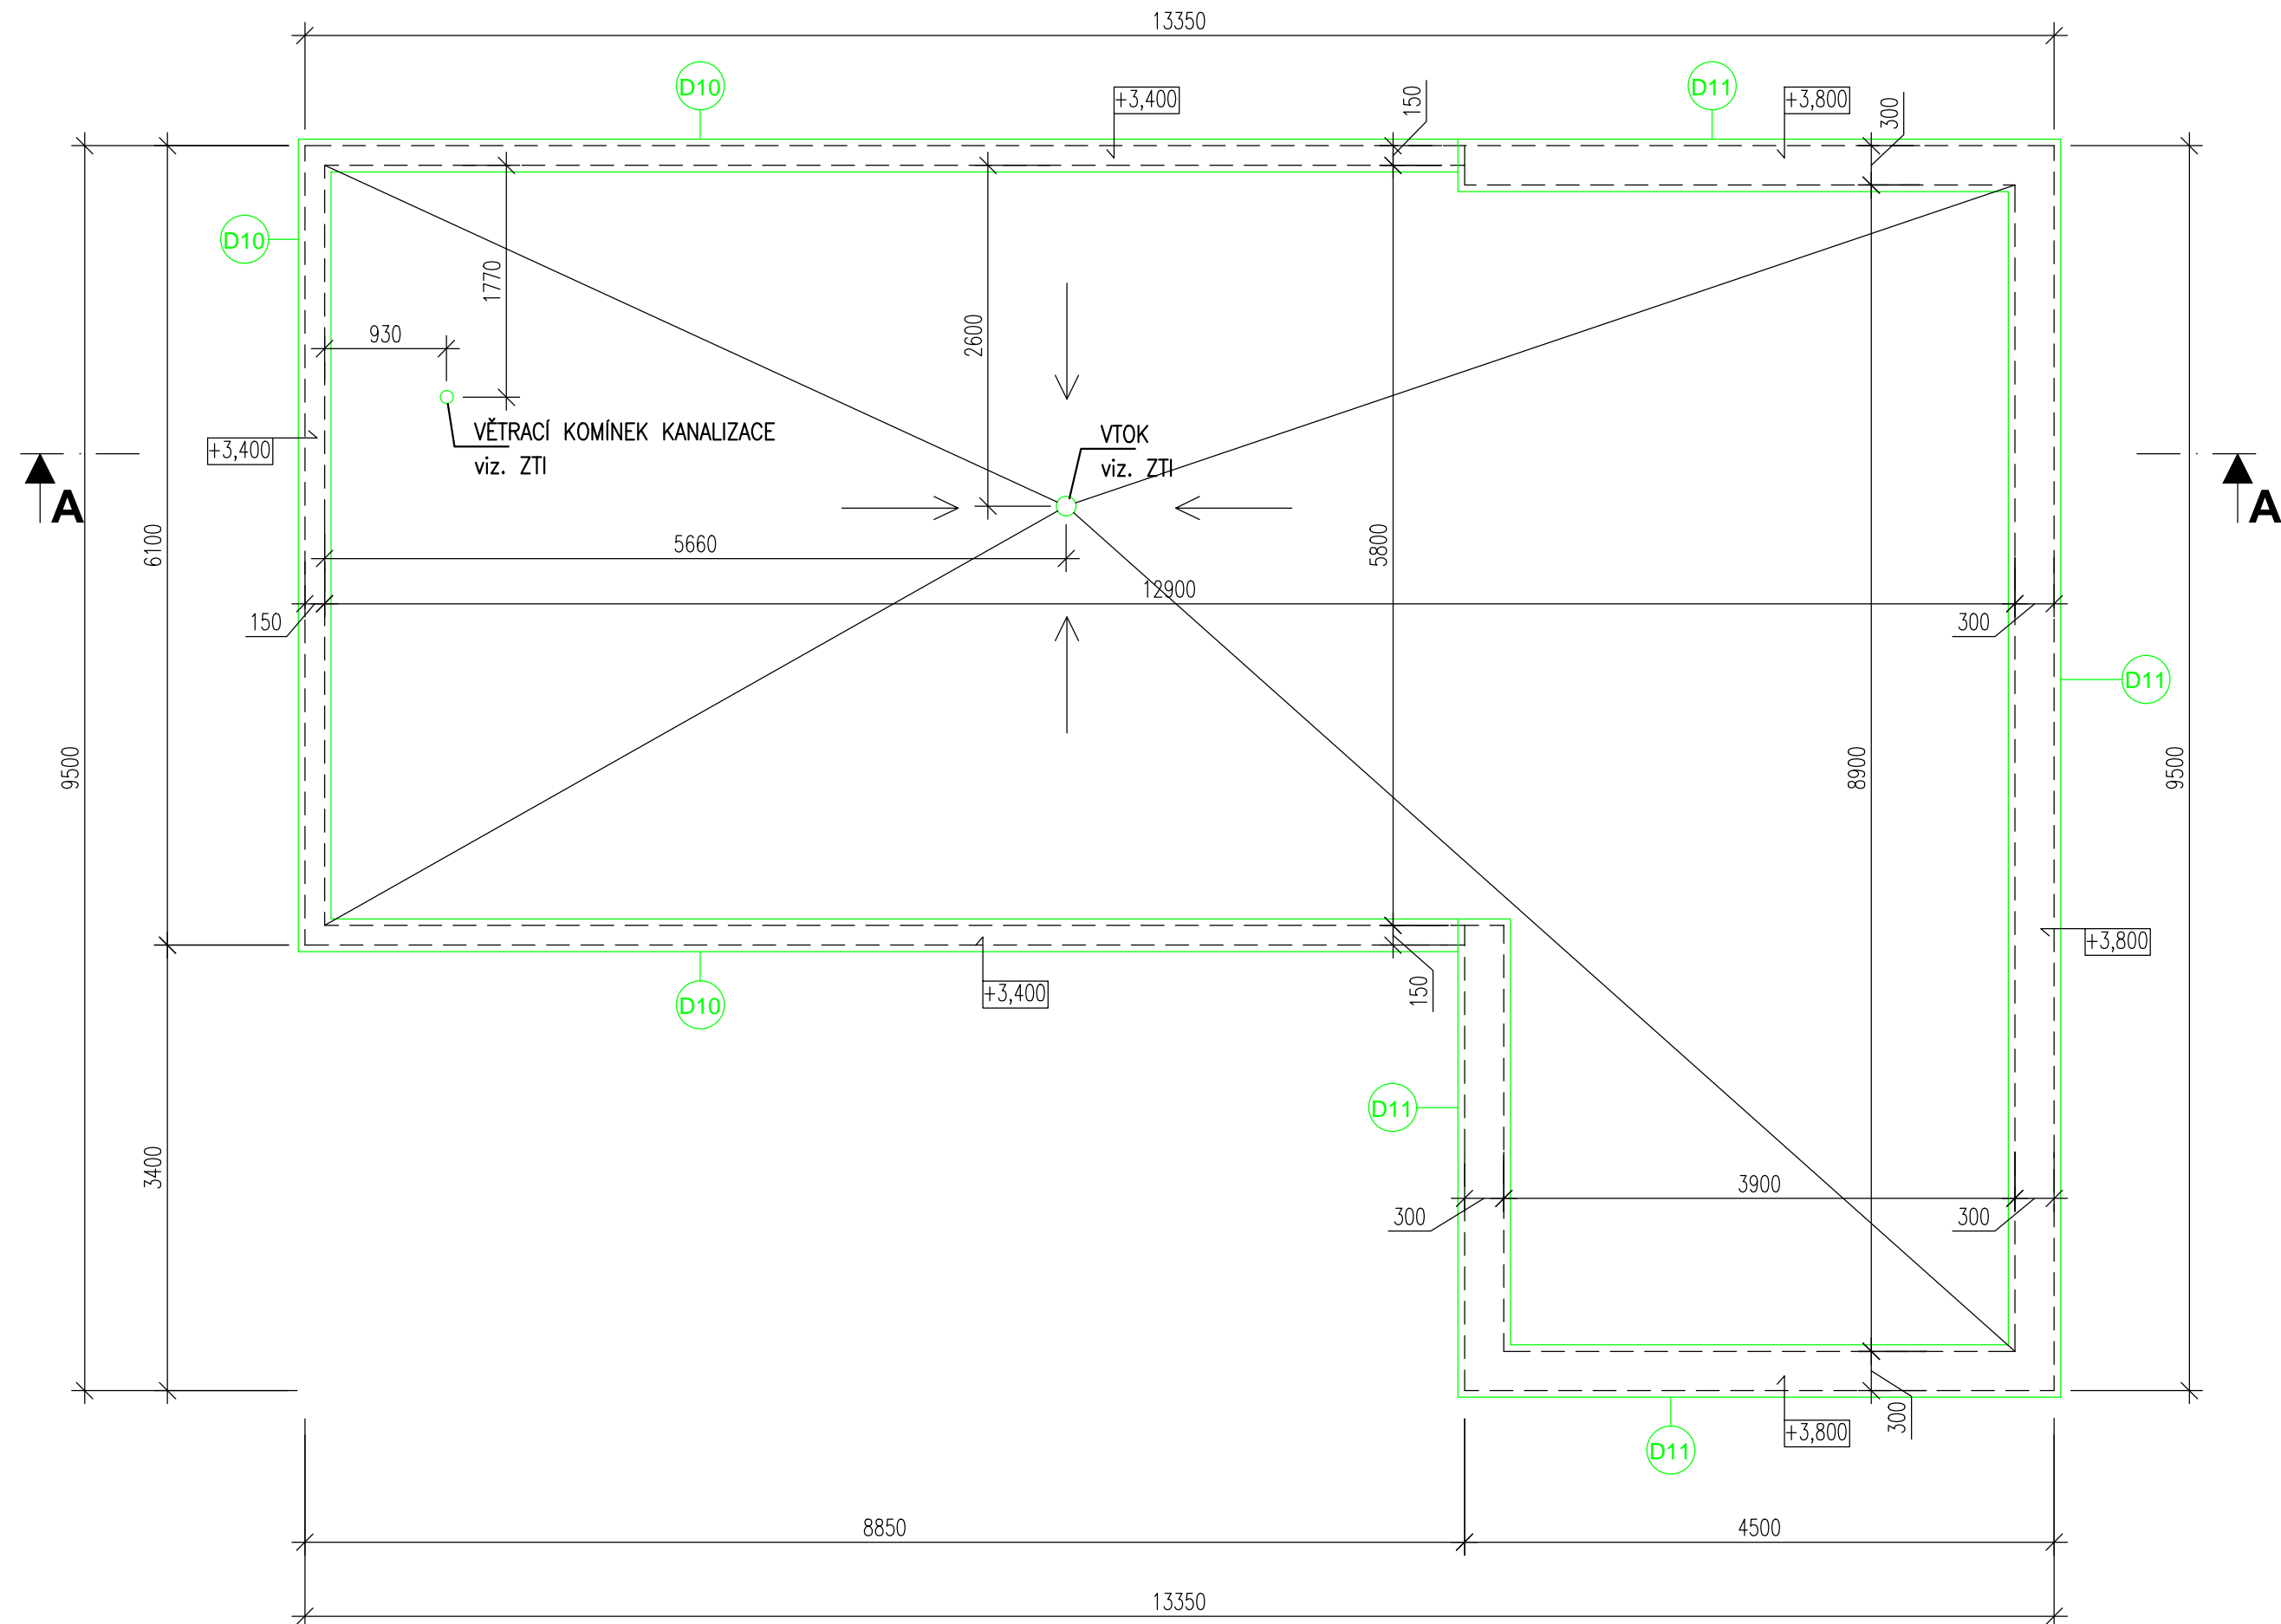 13350
D10
D11
+3,400
150
+3,800
300
D10
1770
2600
930
VĚTRACÍ KOMÍNEK KANALIZACE
viz. ZTI
VTOK
viz. ZTI
+3,400
A
A
6100
5660
5800
12900
150
300
D11
9500
8900
9500
+3,800
D10
+3,400
150
D11
3400
3900
300
300
+3,800
300
D11
8850
4500
13350